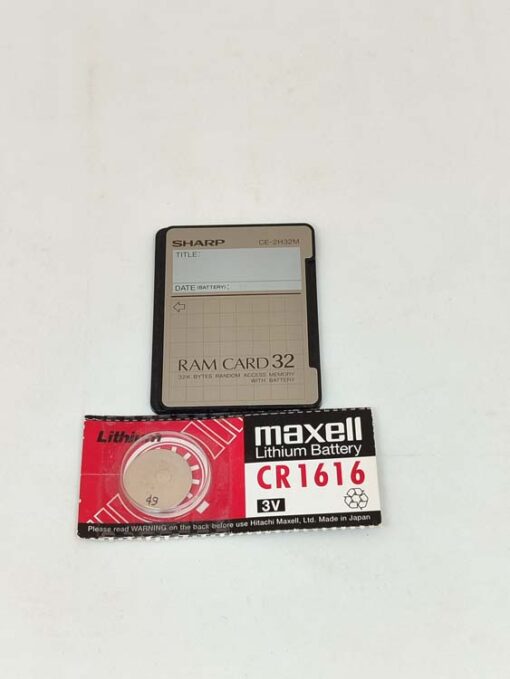 SHARP CE-2H32M
TITLE:
DATE (BATTERY):
RAM CARD 32
32K BYTES RANDOM ACCESS MEMORY
WITH BATTERY
Lithium
maxell
Lithium Battery
CR1616
3V
49
Please read WARNING on the back before use Hitachi Maxell, Ltd. Made in Japan